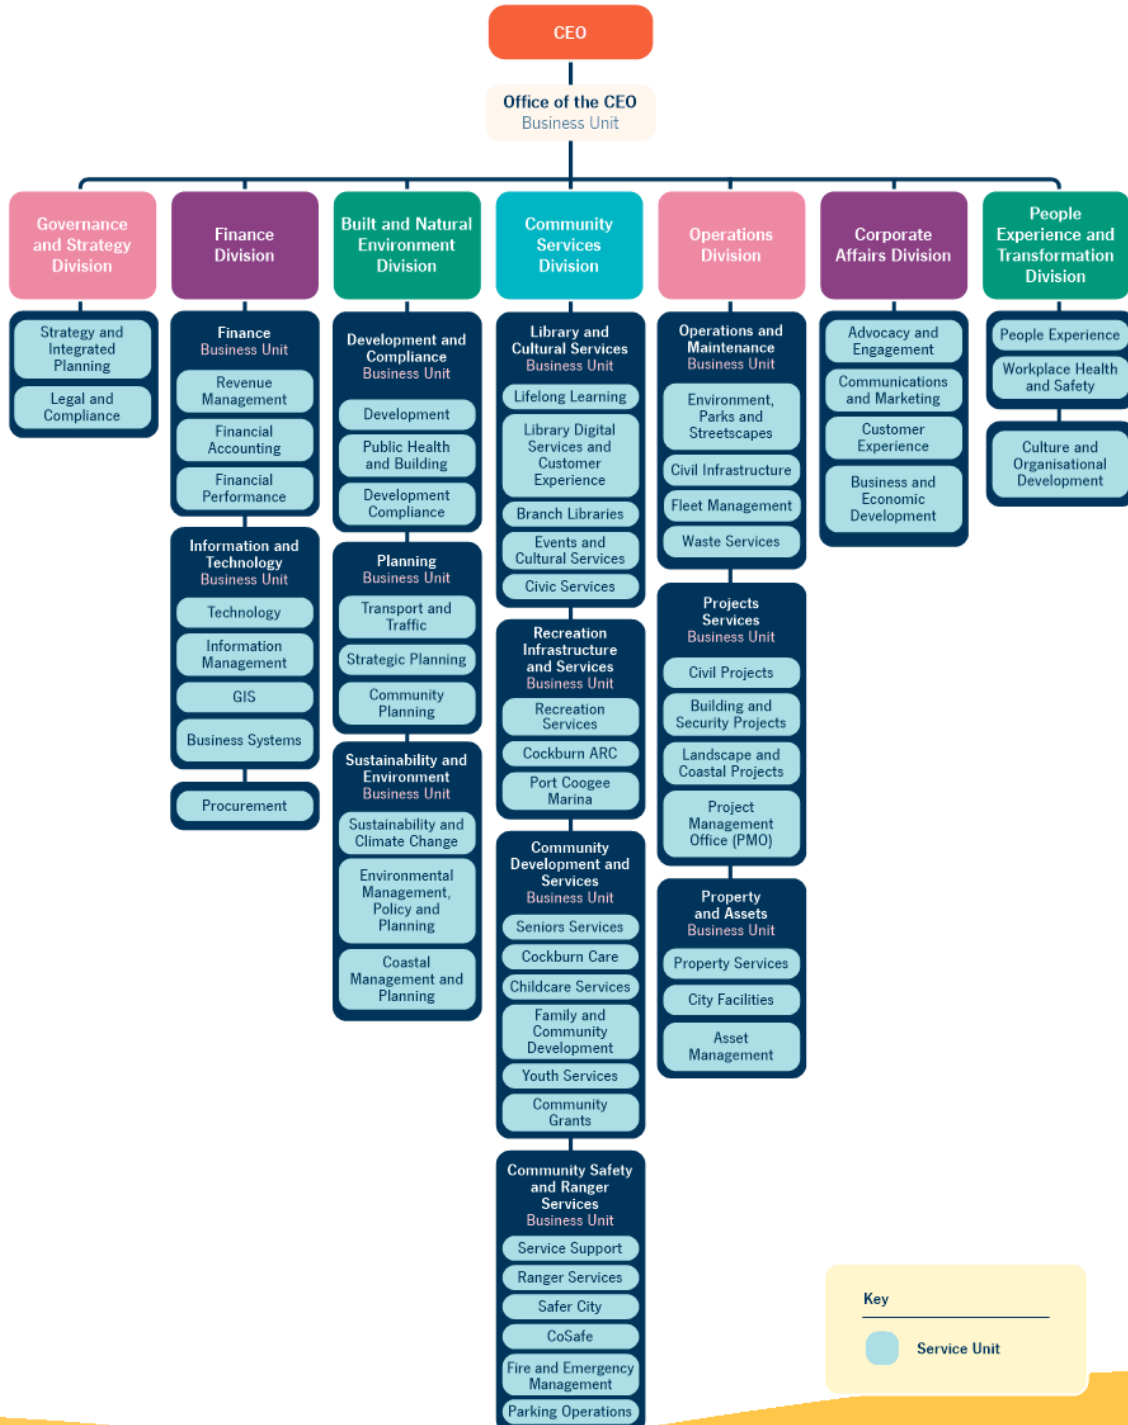 CEO
Office of the CEO
Business Unit
Governance
and Strategy
Division
Strategy and
Integrated
Planning
Legal and
Compliance
Finance
Division
Finance
Business Unit
Revenue
Management
Financial
Accounting
Financial
Performance
Information and
Technology
Business Unit
Technology
Information
Management
GIS
Business Systems
Procurement
Built and Natural
Environment
Division
Development and
Compliance
Business Unit
Development
Public Health
and Building
Development
Compliance
Planning
Business Unit
Transport and
Traffic
Strategic Planning
Community
Planning
Sustainability and
Environment
Business Unit
Sustainability and
Climate Change
Environmental
Management,
Policy and
Planning
Coastal
Management and
Planning
Community
Services
Division
Library and
Cultural Services
Business Unit
Lifelong Learning
Library Digital
Services and
Customer
Experience
Branch Libraries
Events and
Cultural Services
Civic Services
Recreation
Infrastructure
and Services
Business Unit
Recreation
Services
Cockburn ARC
Port Coogee
Marina
Community
Development and
Services
Business Unit
Seniors Services
Cockburn Care
Childcare Services
Family and
Community
Development
Youth Services
Community
Grants
Community Safety
and Ranger
Services
Business Unit
Service Support
Ranger Services
Safer City
CoSafe
Fire and Emergency
Management
Parking Operations
Operations
Division
Operations and
Maintenance
Business Unit
Environment,
Parks and
Streetscapes
Civil Infrastructure
Fleet Management
Waste Services
Projects
Services
Business Unit
Civil Projects
Building and
Security Projects
Landscape and
Coastal Projects
Project
Management
Office (PMO)
Property
and Assets
Business Unit
Property Services
City Facilities
Asset
Management
Corporate
Affairs Division
Advocacy and
Engagement
Communications
and Marketing
Customer
Experience
Business and
Economic
Development
People
Experience and
Transformation
Division
People Experience
Workplace Health
and Safety
Culture and
Organisational
Development
Key
Service Unit